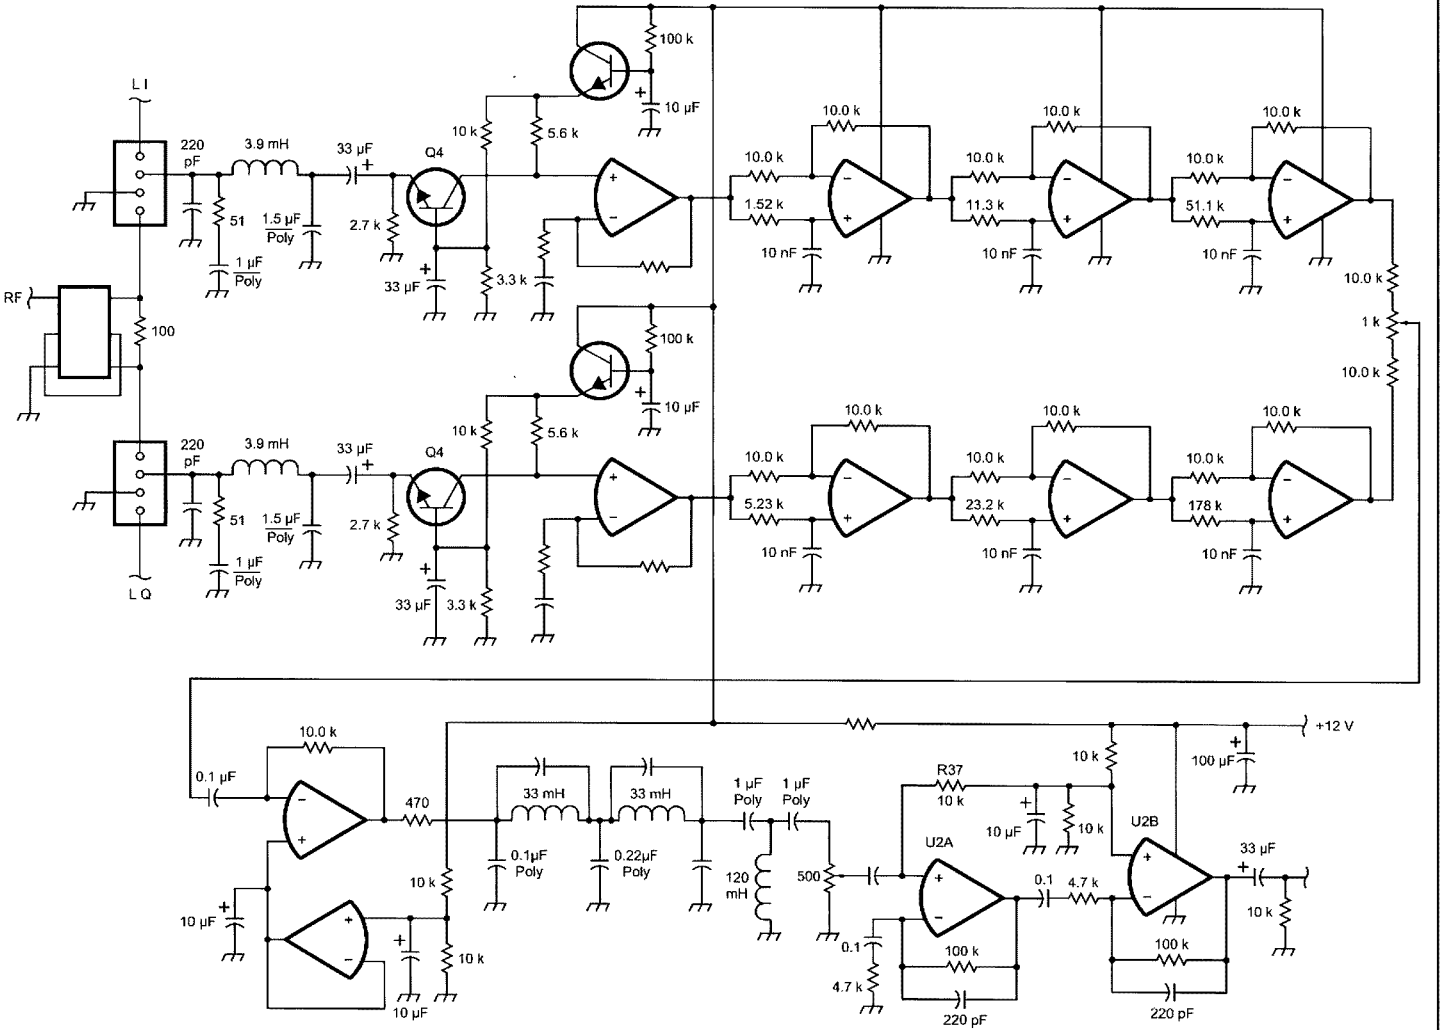 100 k
+
10 µF
L I
10.0 k
10.0 k
10.0 k
220
pF
3.9 mH
33 µF
+
Q4
10 k
5.6 k
+
−
10.0 k
−
1.52 k
+
10.0 k
−
11.3 k
+
10.0 k
−
51.1 k
+
51
1.5 µF
Poly
2.7 k
1 µF
Poly
+
33 µF
3.3 k
10 nF
10 nF
10 nF
10.0 k
RF
100
1 k
10.0 k
100 k
+
10 µF
10.0 k
10.0 k
10.0 k
220
pF
3.9 mH
33 µF
+
Q4
10 k
5.6 k
+
−
10.0 k
−
5.23 k
+
10.0 k
−
23.2 k
+
10.0 k
−
178 k
+
51
1.5 µF
Poly
2.7 k
1 µF
Poly
+
33 µF
3.3 k
10 nF
10 nF
10 nF
L Q
+12 V
10.0 k
0.1 µF
−
+
470
33 mH
33 mH
1 µF
Poly
1 µF
Poly
R37
10 k
10 k
+
100 µF
+
10 µF
10 k
U2A
U2B
0.1µF
Poly
0.22µF
Poly
120
mH
500
+
−
0.1
4.7 k
+
−
33 µF
+
10 k
10 k
+
10 µF
+
−
+
10 µF
10 k
0.1
4.7 k
100 k
220 pF
100 k
220 pF